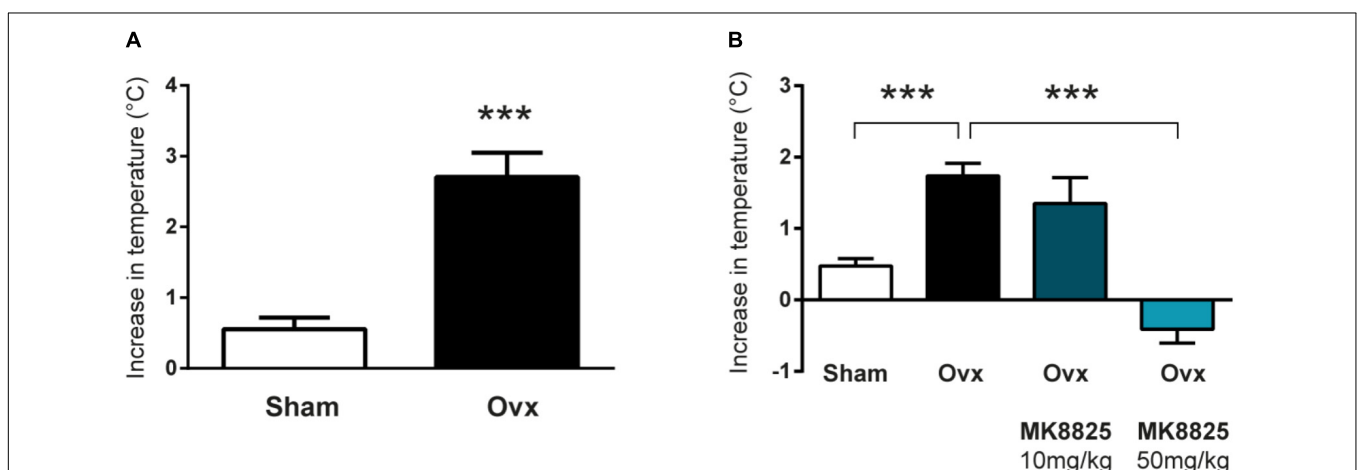 A
Increase in temperature (°C)
4
3
2
1
0
***
Sham
Ovx
B
Increase in temperature (°C)
3
2
1
0
-1
***
***
Sham
Ovx
Ovx
Ovx
MK8825
10mg/kg
MK8825
50mg/kg